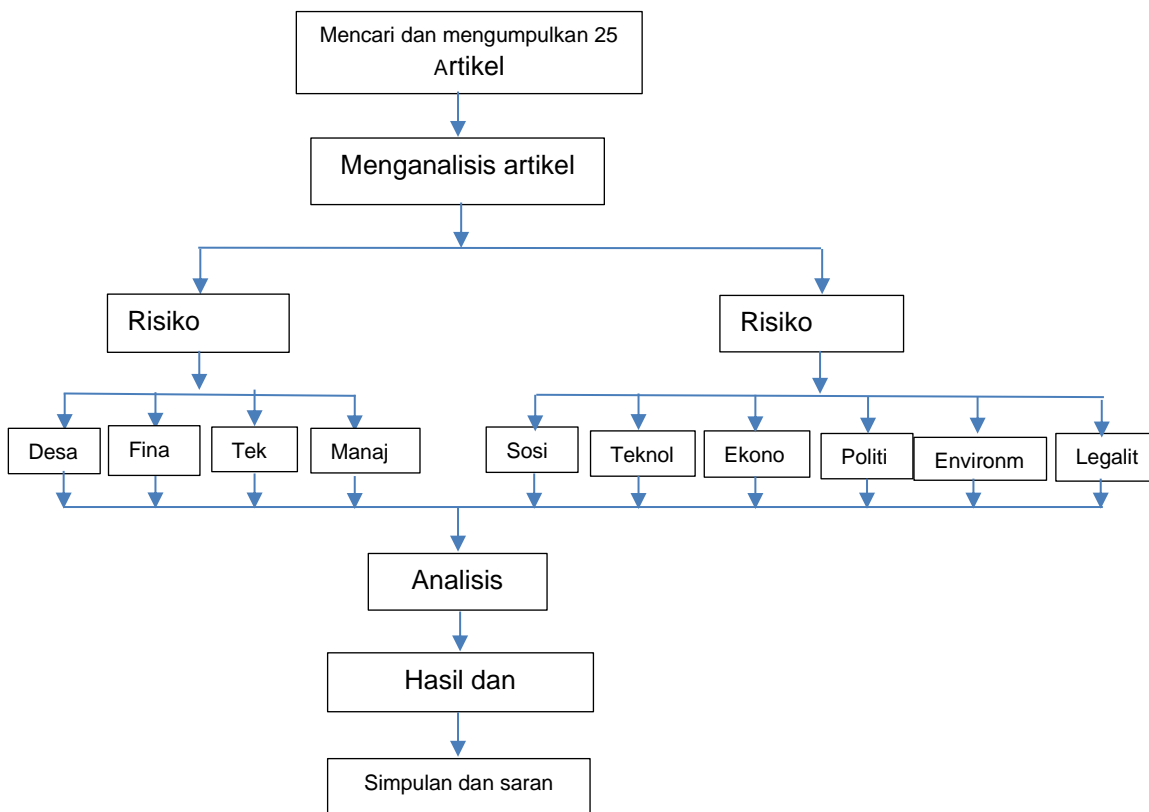 Mencari dan mengumpulkan 25
Artikel
Menganalisis artikel
Risiko
Risiko
Desa
Fina
Tek
Manaj
Sosi
Teknol
Ekono
Politi
Environm
Legalit
Analisis
Hasil dan
Simpulan dan saran